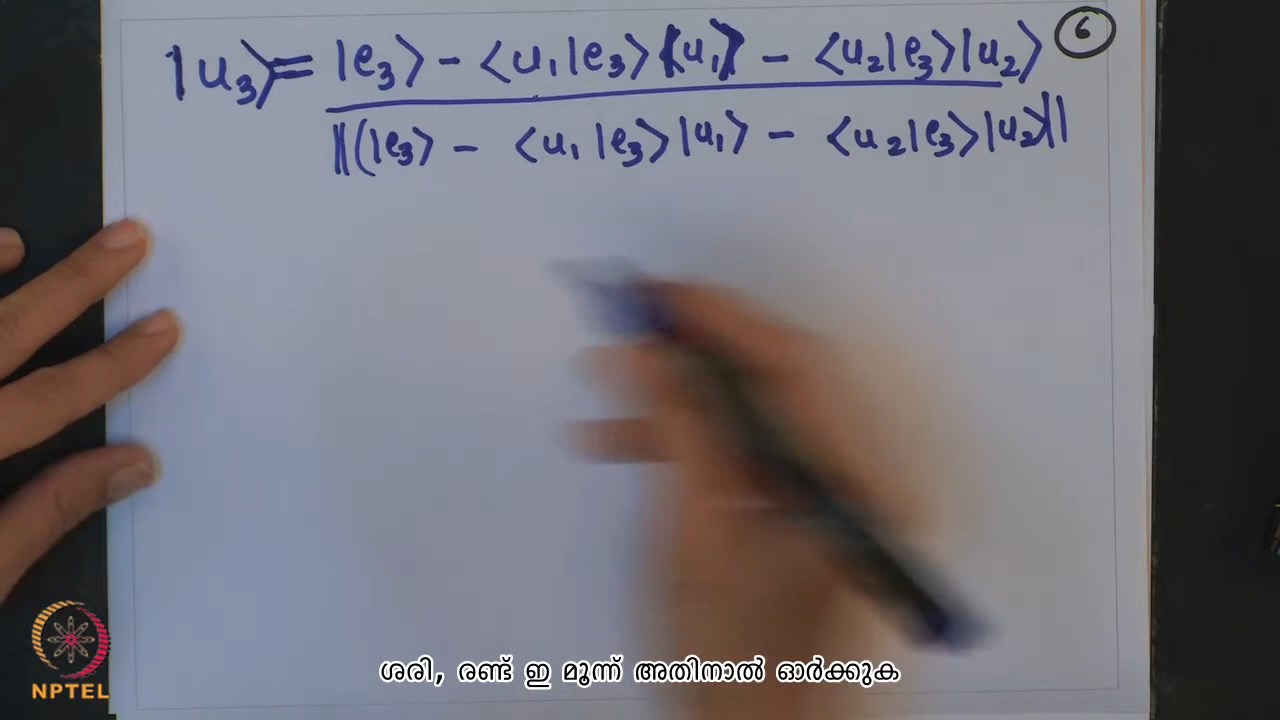 |u₃⟩ = |e₃⟩ - ⟨u₁|e₃⟩|u₁⟩ - ⟨u₂|e₃⟩|u₂⟩ 6
||(|e₃⟩ - ⟨u₁|e₃⟩|u₁⟩ - ⟨u₂|e₃⟩|u₂⟩||
NPTEL
ശരി, രണ്ട് ഇ മൂന്ന് അതിനാൽ ഓർക്കുക